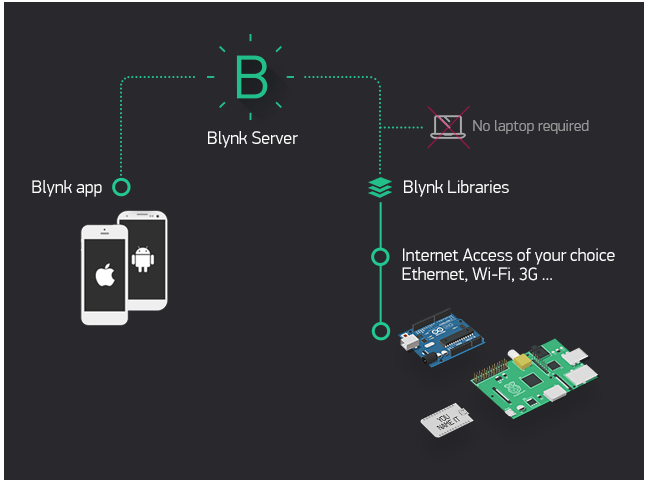 B
Blynk Server
No laptop required
Blynk app
Blynk Libraries
Internet Access of your choice
Ethernet, Wi-Fi, 3G ...
YOU
NAME IT